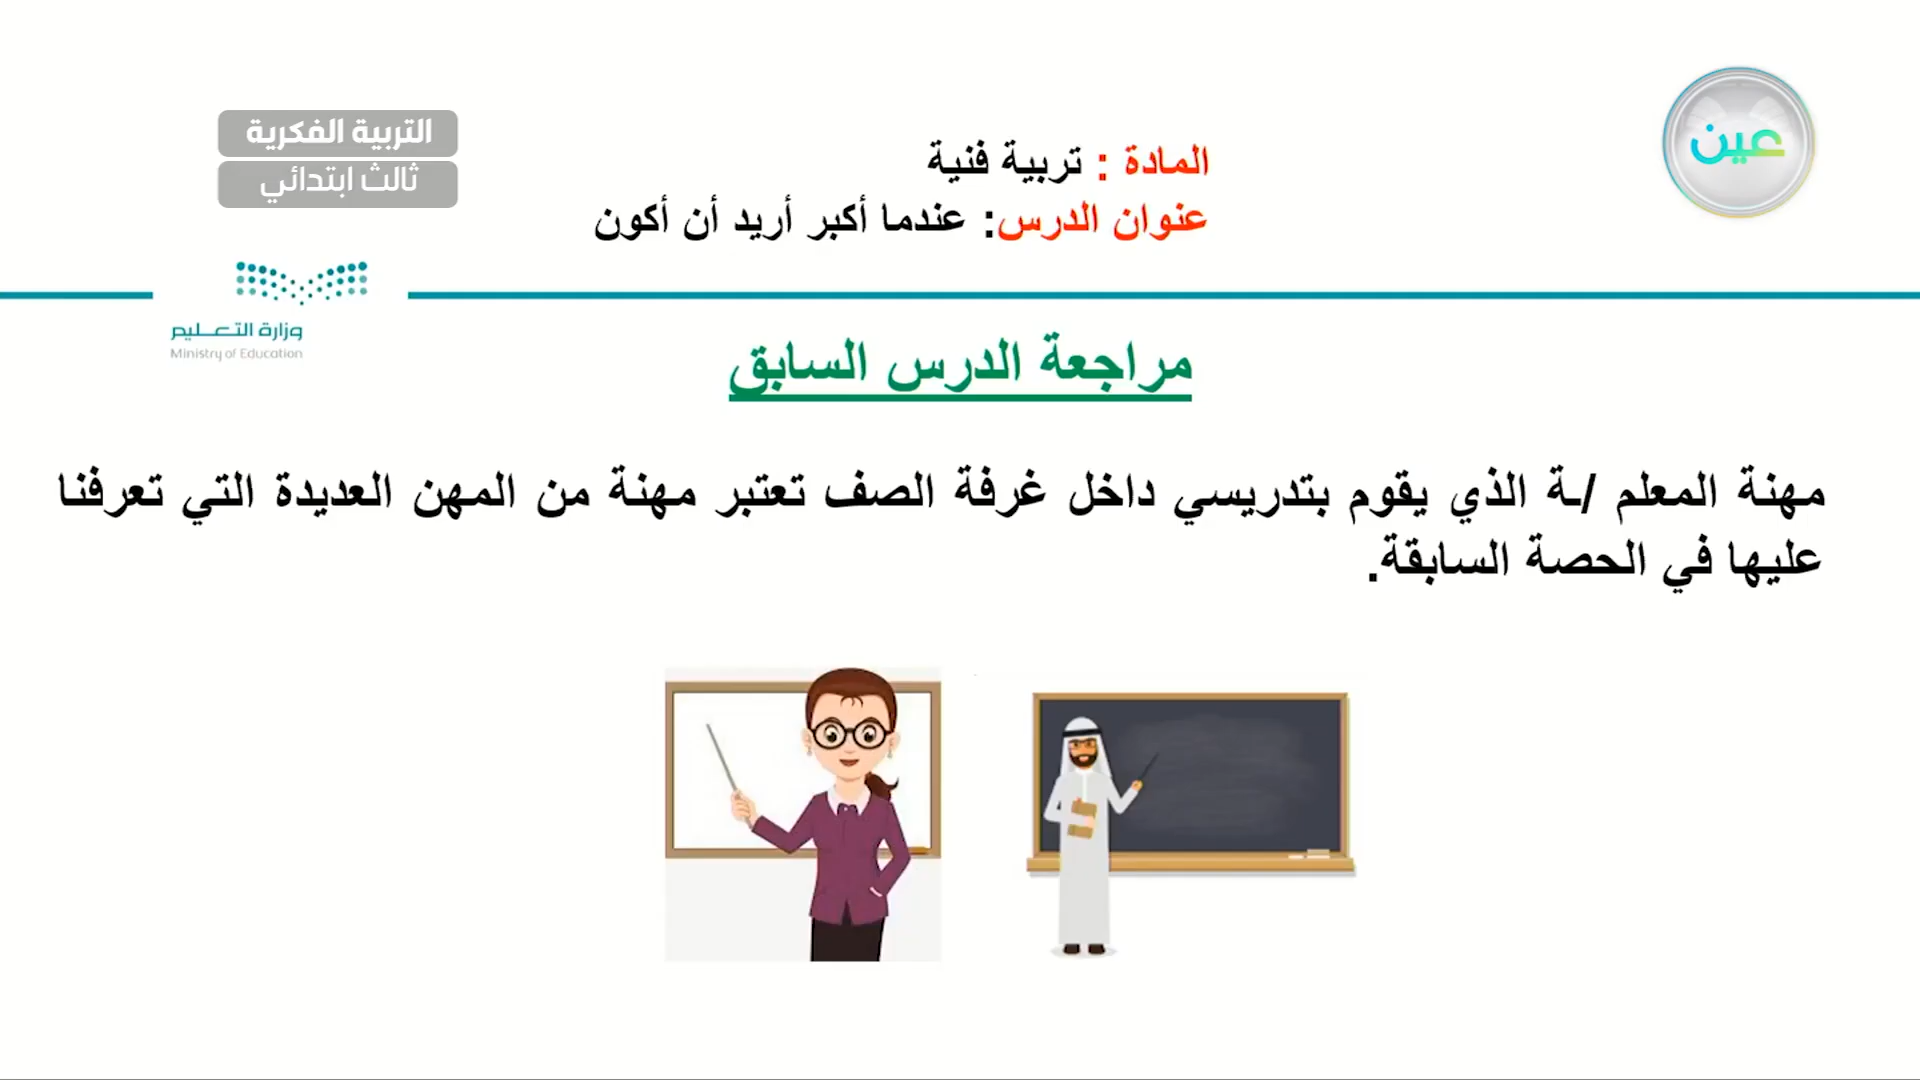 عين
التربية الفكرية
ثالث ابتدائي
المادة : تربية فنية
عنوان الدرس: عندما أكبر أريد أن أكون
وزارة التعليم
Ministry of Education
مراجعة الدرس السابق
مهنة المعلم /ـة الذي يقوم بتدريسي داخل غرفة الصف تعتبر مهنة من المهن العديدة التي تعرفنا
عليها في الحصة السابقة.